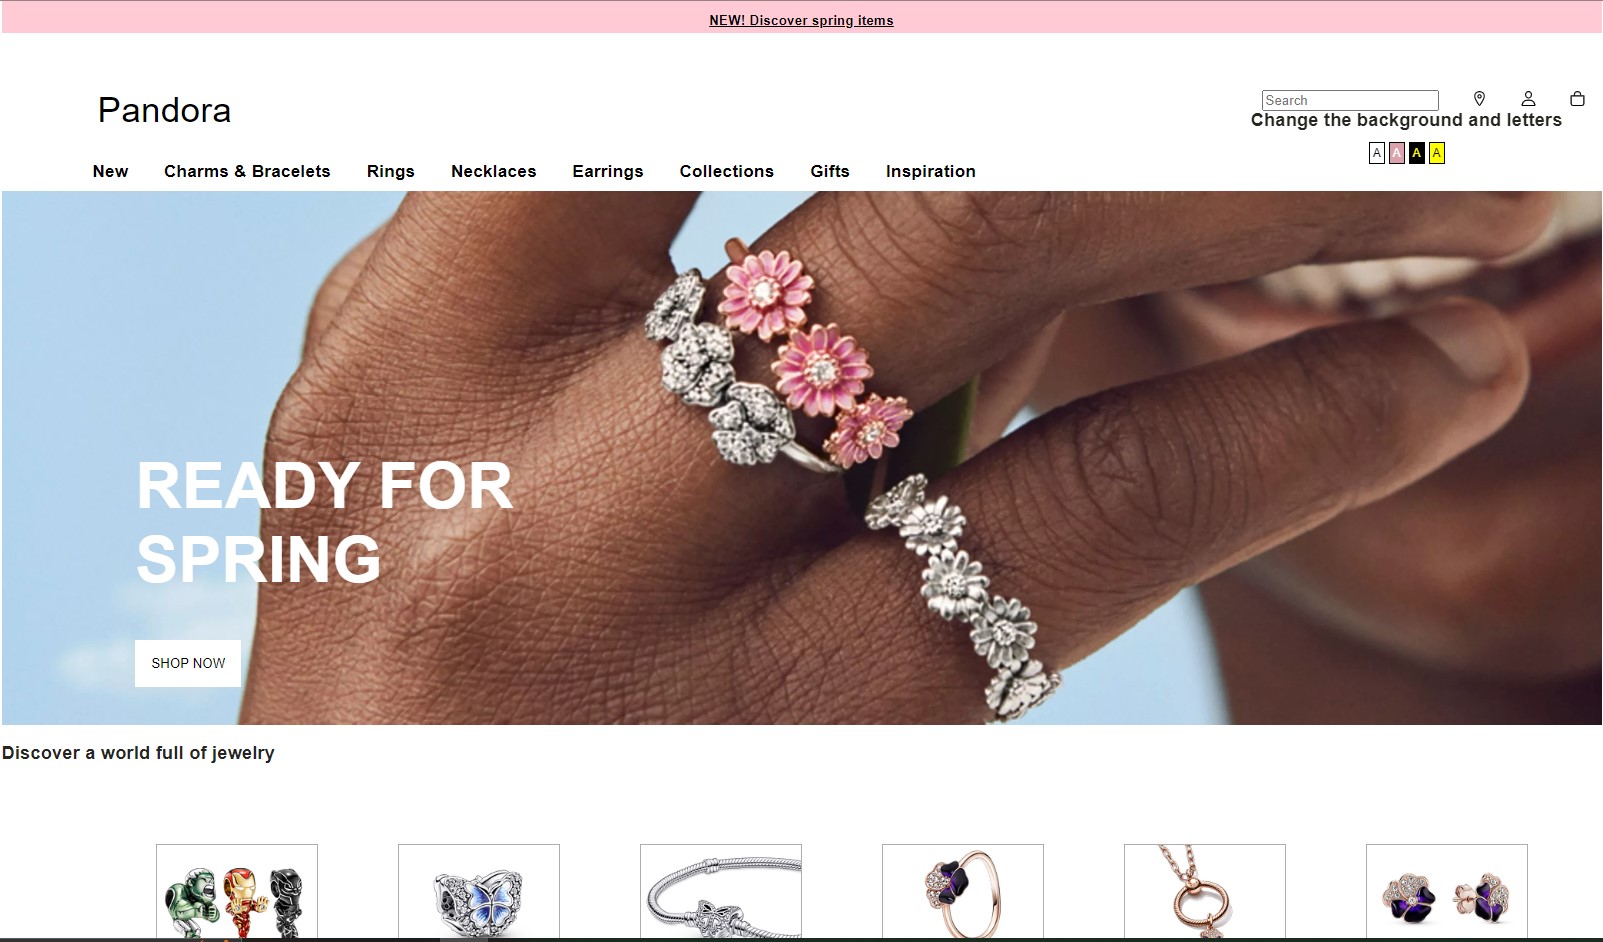 NEW! Discover spring items
Pandora
Search
Change the background and letters
A A A A
New Charms & Bracelets Rings Necklaces Earrings Collections Gifts Inspiration
READY FOR
SPRING
SHOP NOW
Discover a world full of jewelry